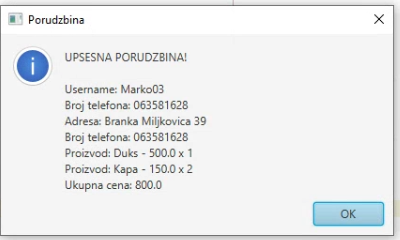 Porudzbina
UPSESNA PORUDZBINA!
Username: Marko03
Broj telefona: 063581628
Adresa: Branka Miljkovica 39
Broj telefona: 063581628
Proizvod: Duks - 500.0 x 1
Proizvod: Kapa - 150.0 x 2
Ukupna cena: 800.0
OK